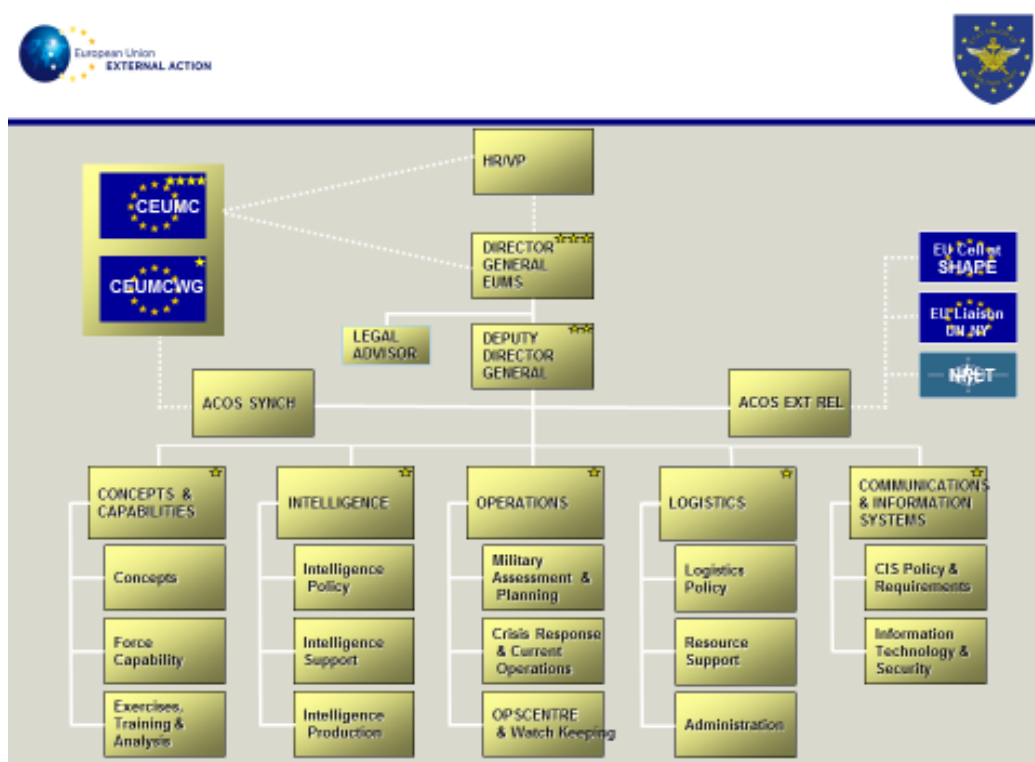 European Union
EXTERNAL ACTION
HR/VP
CEUMC
CEUMCWG
DIRECTOR
GENERAL
EUMS
EU Cell at
SHAPE
EU Liaison
UN NY
LEGAL
ADVISOR
DEPUTY
DIRECTOR
GENERAL
ACOS SYNCH
ACOS EXT REL
CONCEPTS &
CAPABILITIES
INTELLIGENCE
OPERATIONS
LOGISTICS
COMMUNICATIONS
& INFORMATION
SYSTEMS
Concepts
Intelligence
Policy
Military
Assessment &
Planning
Logistics
Policy
CIS Policy &
Requirements
Force
Capability
Intelligence
Support
Crisis Response
& Current
Operations
Resource
Support
Information
Technology &
Security
Exercises,
Training &
Analysis
Intelligence
Production
OPSCENTRE
& Watch Keeping
Administration